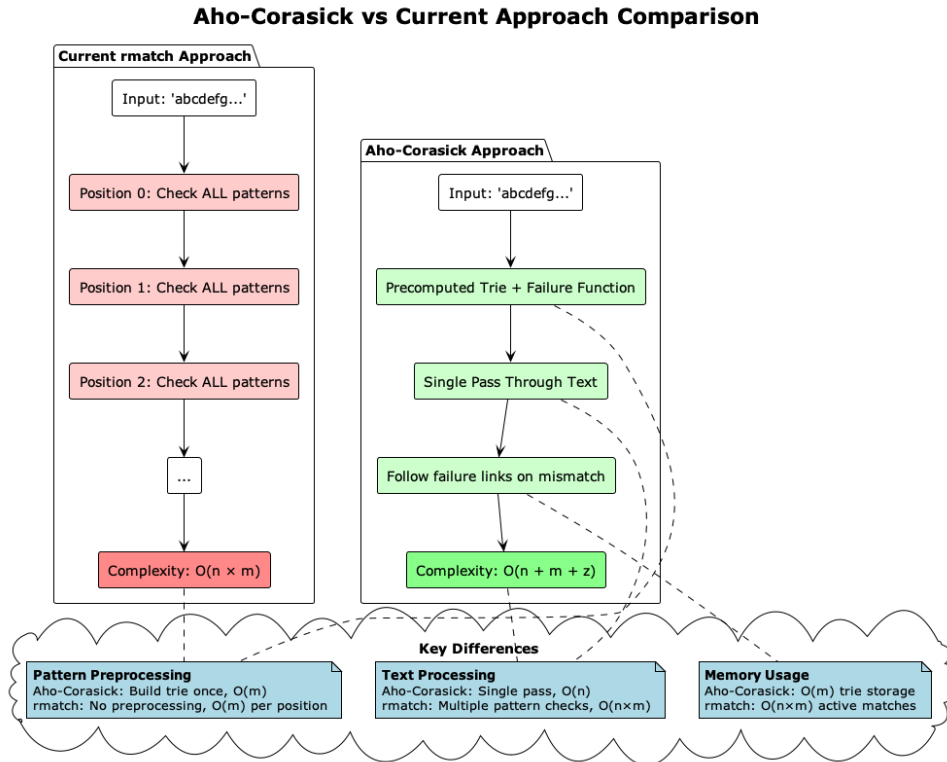 Aho-Corasick vs Current Approach Comparison
Current rmatch Approach
Input: 'abcdefg...'
Position 0: Check ALL patterns
Position 1: Check ALL patterns
Position 2: Check ALL patterns
...
Complexity: O(n × m)
Aho-Corasick Approach
Input: 'abcdefg...'
Precomputed Trie + Failure Function
Single Pass Through Text
Follow failure links on mismatch
Complexity: O(n + m + z)
Key Differences
Pattern Preprocessing
Aho-Corasick: Build trie once, O(m)
rmatch: No preprocessing, O(m) per position
Text Processing
Aho-Corasick: Single pass, O(n)
rmatch: Multiple pattern checks, O(n×m)
Memory Usage
Aho-Corasick: O(m) trie storage
rmatch: O(n×m) active matches